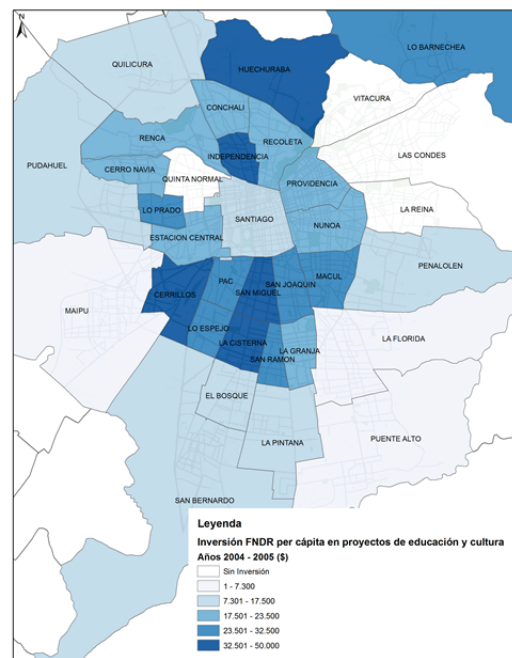 N
LO BARNECHEA
QUILICURA
HUECHURABA
VITACURA
CONCHALI
RENCA
RECOLETA
INDEPENDENCIA
LAS CONDES
PUDAHUEL
CERRO NAVIA
QUINTA NORMAL
PROVIDENCIA
LO PRADO
SANTIAGO
LA REINA
NUNOA
ESTACION CENTRAL
PENALOLEN
MACUL
PAC
SAN JOAQUIN
CERRILLOS
SAN MIGUEL
MAIPU
LO ESPEJO
LA FLORIDA
LA CISTERNA
LA GRANJA
SAN RAMON
EL BOSQUE
PUENTE ALTO
LA PINTANA
SAN BERNARDO
Leyenda
Inversión FNDR per cápita en proyectos de educación y cultura
Años 2004 - 2005 ($)
Sin Inversión
1 - 7.300
7.301 - 17.500
17.501 - 23.500
23.501 - 32.500
32.501 - 50.000